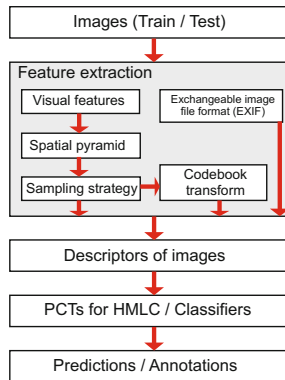 Images (Train / Test)
Feature extraction
Visual features
Exchangeable image
file format (EXIF)
Spatial pyramid
Sampling strategy
Codebook
transform
Descriptors of images
PCTs for HMLC / Classifiers
Predictions / Annotations